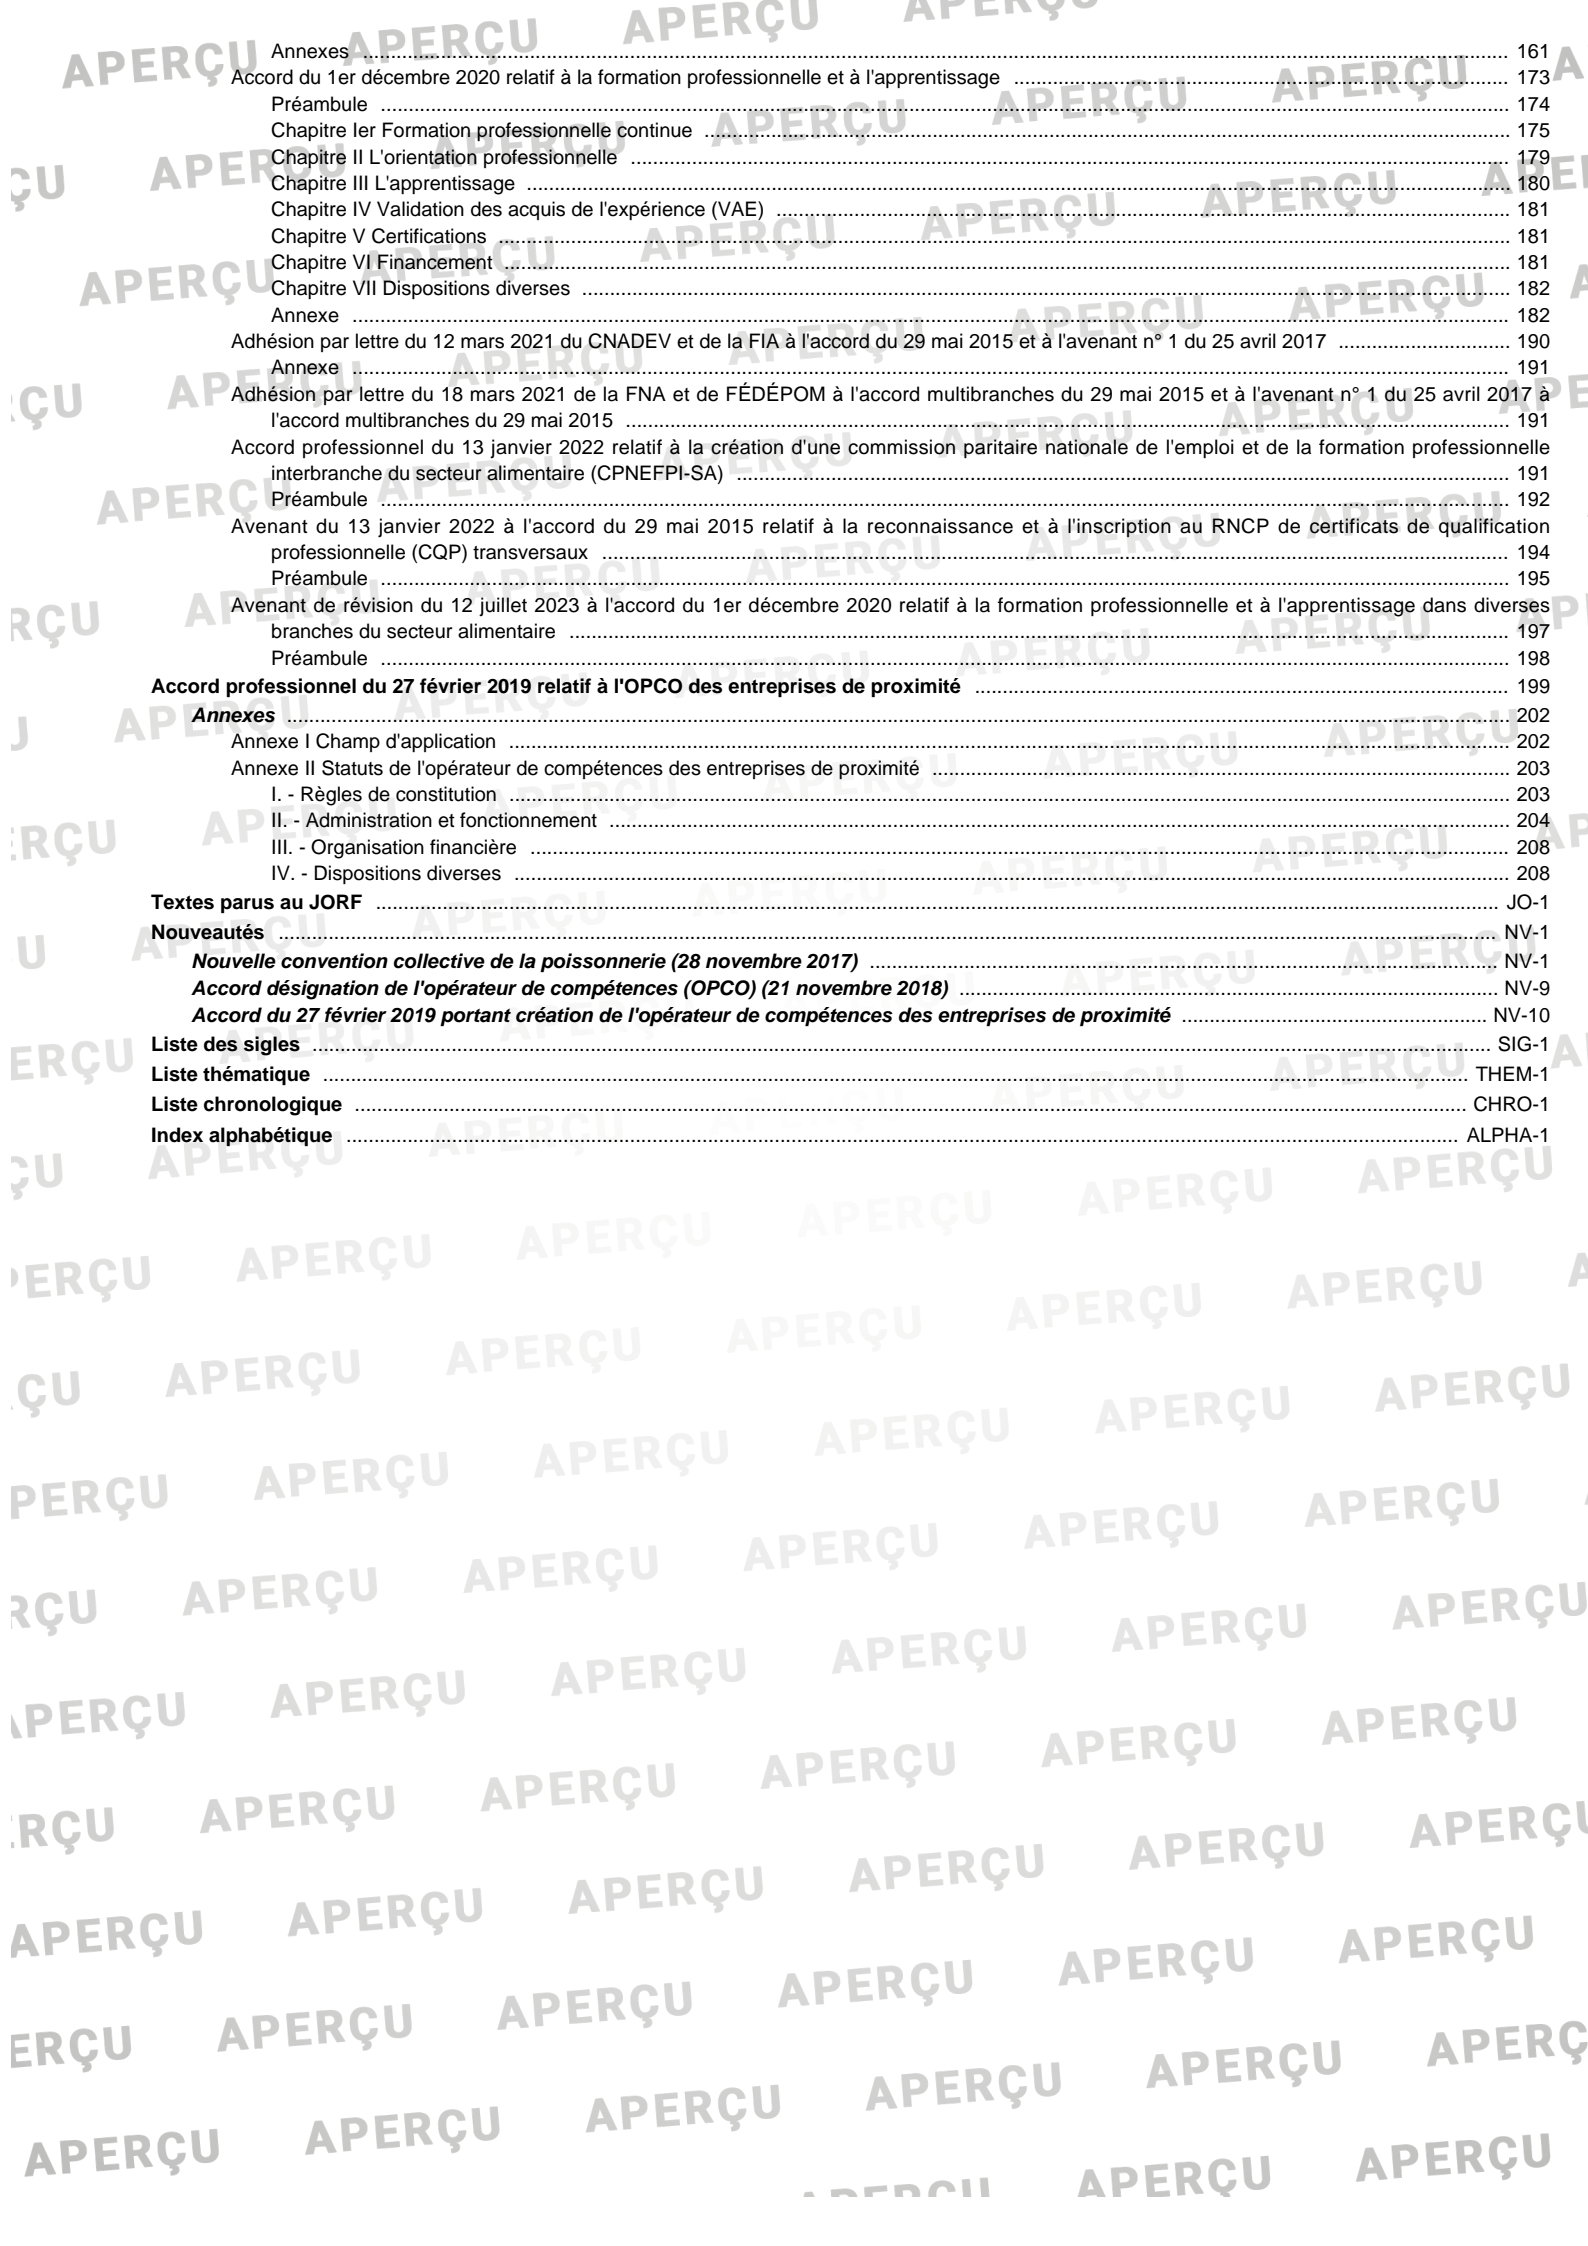 Annexes ........ 161
Accord du 1er décembre 2020 relatif à la formation professionnelle et à l'apprentissage ........ 173
Préambule ........ 174
Chapitre Ier Formation professionnelle continue ........ 175
Chapitre II L'orientation professionnelle ........ 179
Chapitre III L'apprentissage ........ 180
Chapitre IV Validation des acquis de l'expérience (VAE) ........ 181
Chapitre V Certifications ........ 181
Chapitre VI Financement ........ 181
Chapitre VII Dispositions diverses ........ 182
Annexe ........ 182
Adhésion par lettre du 12 mars 2021 du CNADEV et de la FIA à l'accord du 29 mai 2015 et à l'avenant n° 1 du 25 avril 2017 ........ 190
Annexe ........ 191
Adhésion par lettre du 18 mars 2021 de la FNA et de FÉDÉPOM à l'accord multibranches du 29 mai 2015 et à l'avenant n° 1 du 25 avril 2017 à
l'accord multibranches du 29 mai 2015 ........ 191
Accord professionnel du 13 janvier 2022 relatif à la création d'une commission paritaire nationale de l'emploi et de la formation professionnelle
interbranche du secteur alimentaire (CPNEFPI-SA) ........ 191
Préambule ........ 192
Avenant du 13 janvier 2022 à l'accord du 29 mai 2015 relatif à la reconnaissance et à l'inscription au RNCP de certificats de qualification
professionnelle (CQP) transversaux ........ 194
Préambule ........ 195
Avenant de révision du 12 juillet 2023 à l'accord du 1er décembre 2020 relatif à la formation professionnelle et à l'apprentissage dans diverses
branches du secteur alimentaire ........ 197
Préambule ........ 198
Accord professionnel du 27 février 2019 relatif à l'OPCO des entreprises de proximité ........ 199
Annexes ........ 202
Annexe I Champ d'application ........ 202
Annexe II Statuts de l'opérateur de compétences des entreprises de proximité ........ 203
I. - Règles de constitution ........ 203
II. - Administration et fonctionnement ........ 204
III. - Organisation financière ........ 208
IV. - Dispositions diverses ........ 208
Textes parus au JORF ........ JO-1
Nouveautés ........ NV-1
Nouvelle convention collective de la poissonnerie (28 novembre 2017) ........ NV-1
Accord désignation de l'opérateur de compétences (OPCO) (21 novembre 2018) ........ NV-9
Accord du 27 février 2019 portant création de l'opérateur de compétences des entreprises de proximité ........ NV-10
Liste des sigles ........ SIG-1
Liste thématique ........ THEM-1
Liste chronologique ........ CHRO-1
Index alphabétique ........ ALPHA-1
APERÇU